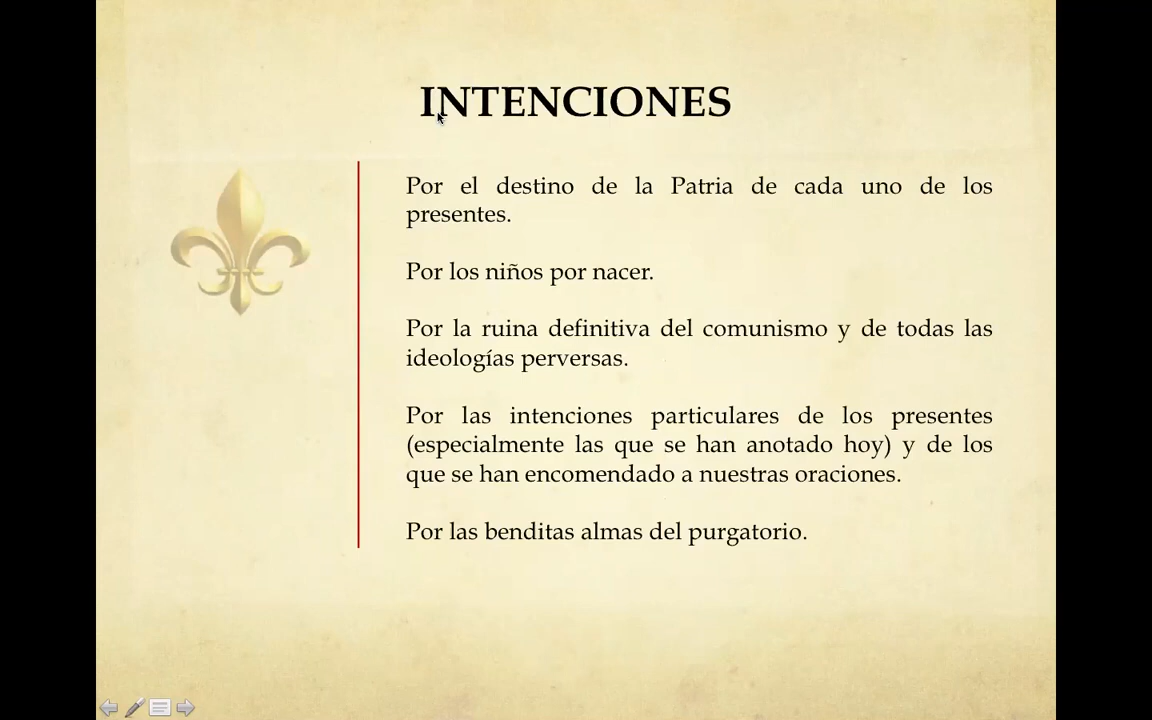 INTENCIONES
Por el destino de la Patria de cada uno de los
presentes.
Por los niños por nacer.
Por la ruina definitiva del comunismo y de todas las
ideologías perversas.
Por las intenciones particulares de los presentes
(especialmente las que se han anotado hoy) y de los
que se han encomendado a nuestras oraciones.
Por las benditas almas del purgatorio.